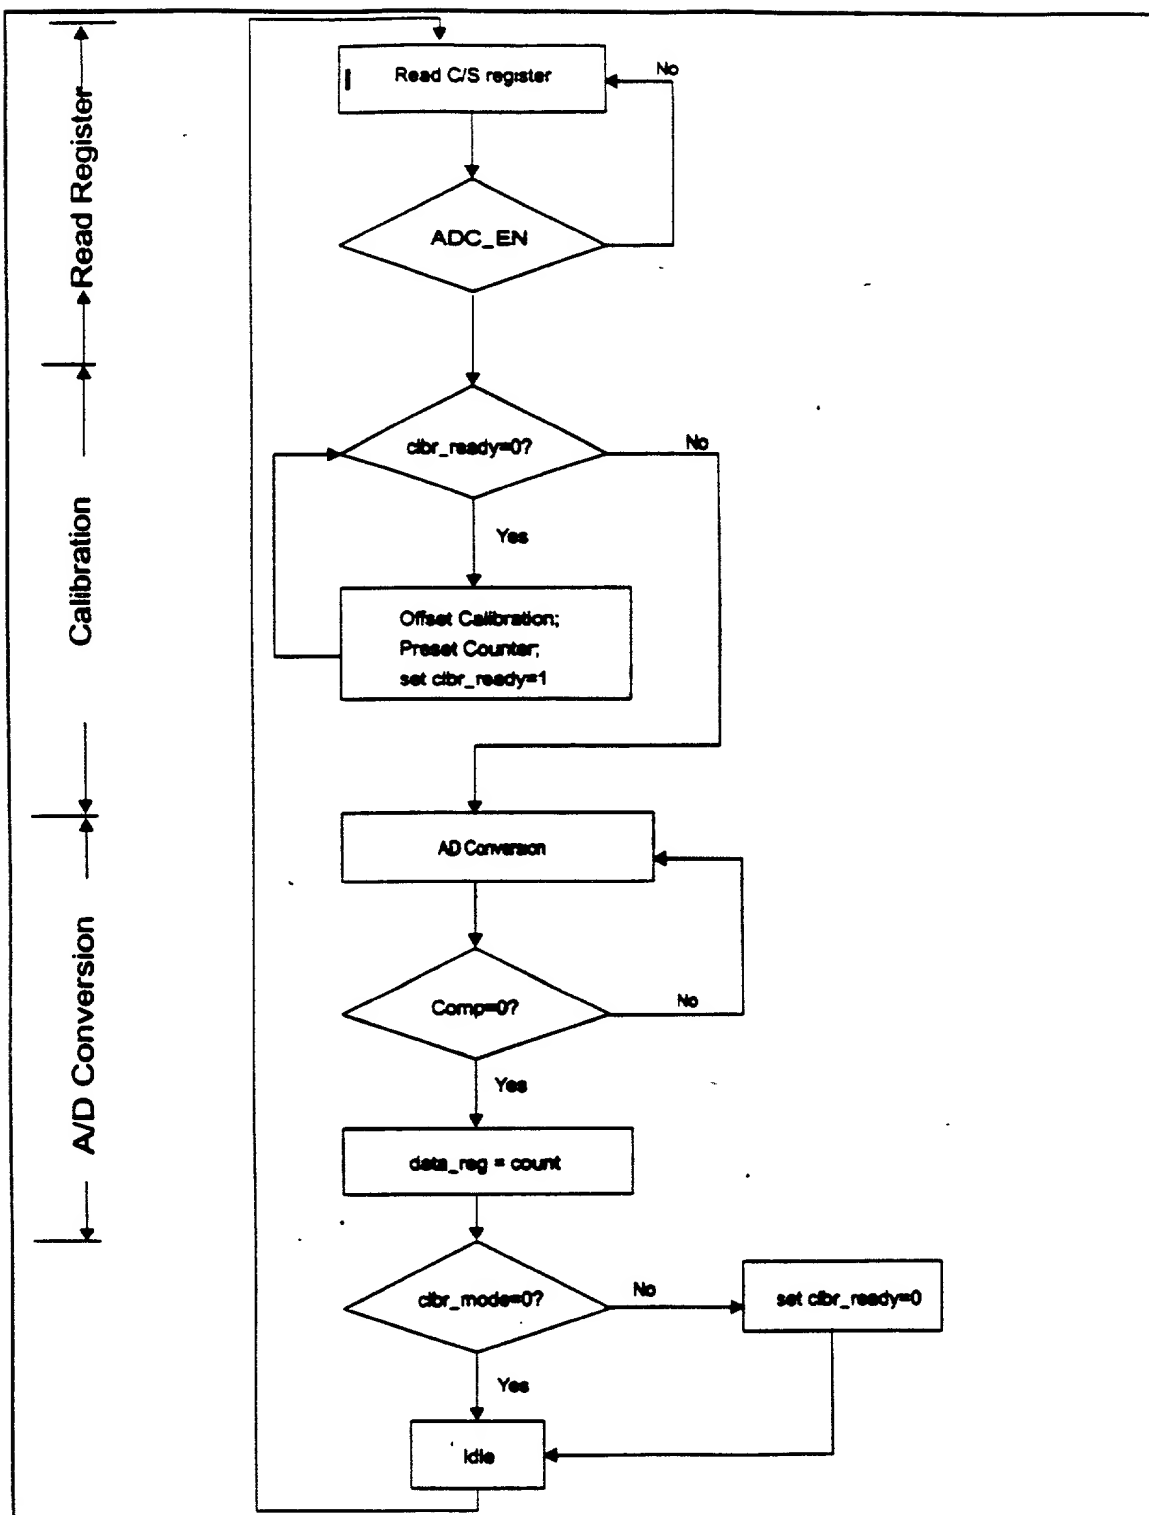 Read Register
Read C/S register
No
ADC_EN
Calibration
clbr_ready=0?
No
Yes
Offset Calibration;
Preset Counter;
set clbr_ready=1
A/D Conversion
AD Conversion
Comp=0?
No
Yes
data_reg = count
clbr_mode=0?
No
set clbr_ready=0
Yes
Idle